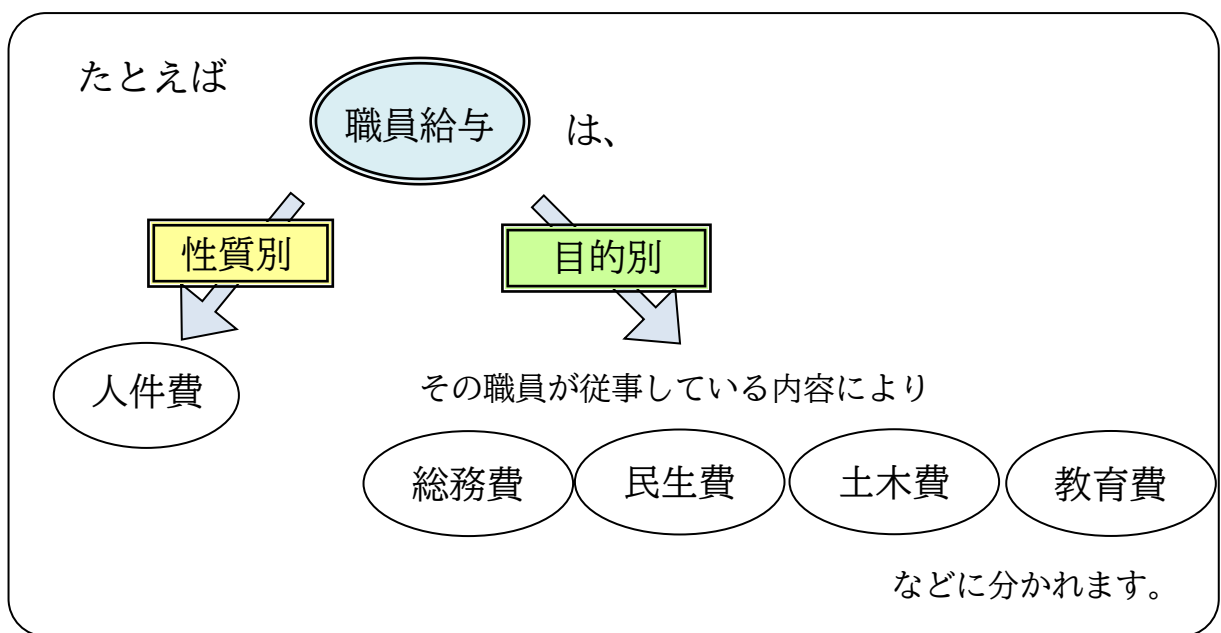 たとえば
職員給与 は、
性質別 目的別
人件費
その職員が従事している内容により
総務費 民生費 土木費 教育費
などに分かれます。